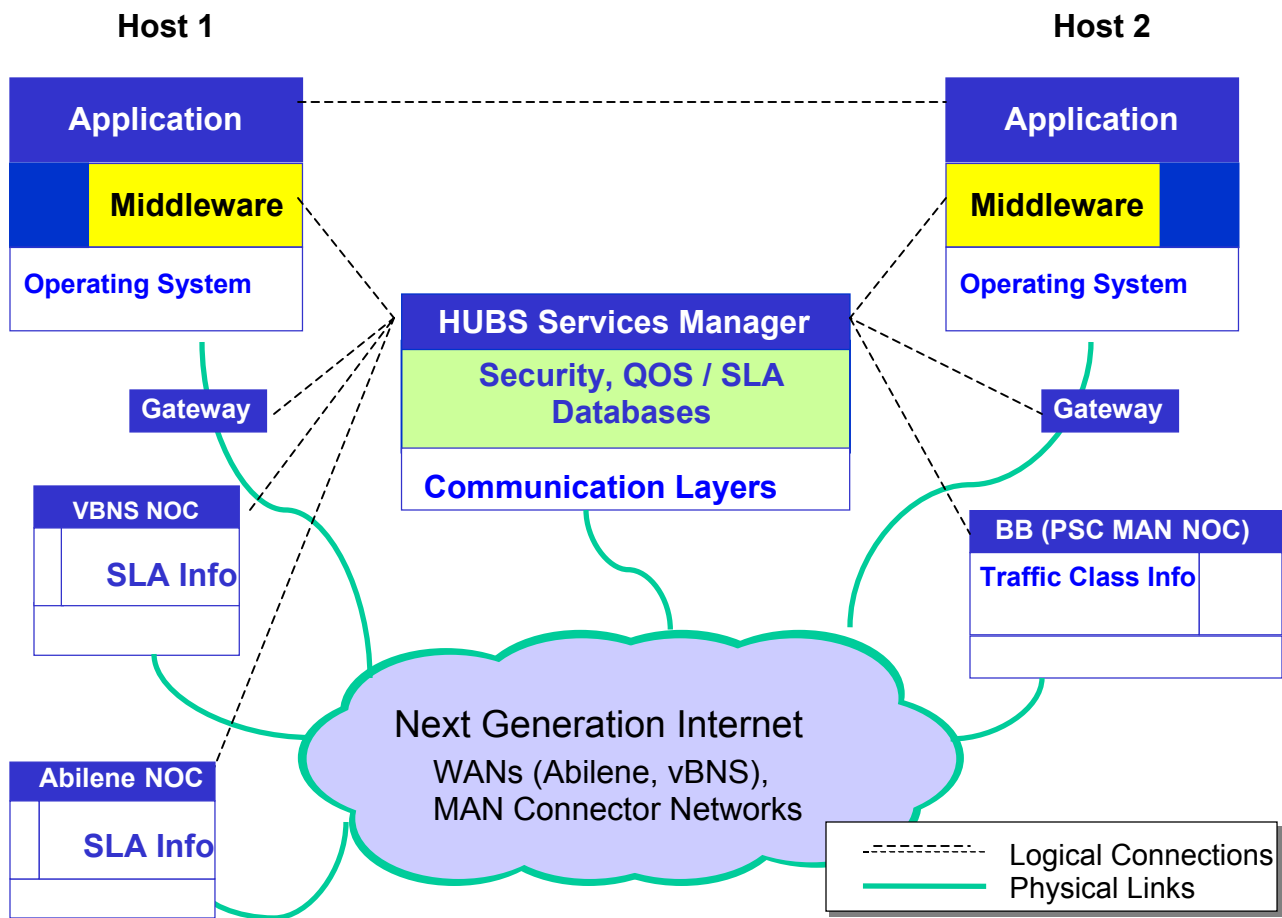 Host 1
Host 2
Application
Middleware
Operating System
Application
Middleware
Operating System
HUBS Services Manager
Security, QOS / SLA
Databases
Communication Layers
Gateway
Gateway
VBNS NOC
SLA Info
BB (PSC MAN NOC)
Traffic Class Info
Abilene NOC
SLA Info
Next Generation Internet
WANs (Abilene, vBNS),
MAN Connector Networks
Logical Connections
Physical Links